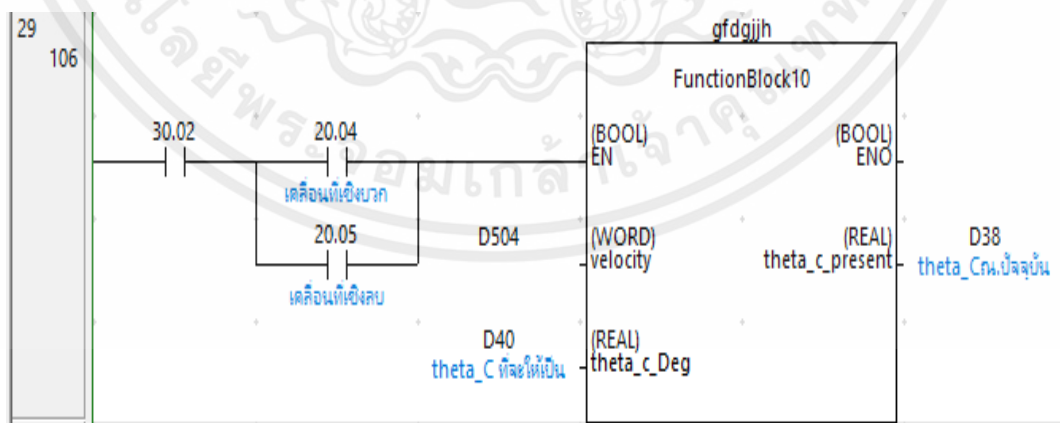 29
106
gfdgjjh
FunctionBlock10
30.02
20.04
(BOOL)
EN
(BOOL)
ENO
เคลื่อนที่เชิงบวก
20.05
D504
(WORD)
velocity
(REAL)
theta_c_present
D38
theta_Cณ.ปัจจุบัน
เคลื่อนที่เชิงลบ
D40
theta_C ที่จะให้เป็น
(REAL)
theta_c_Deg